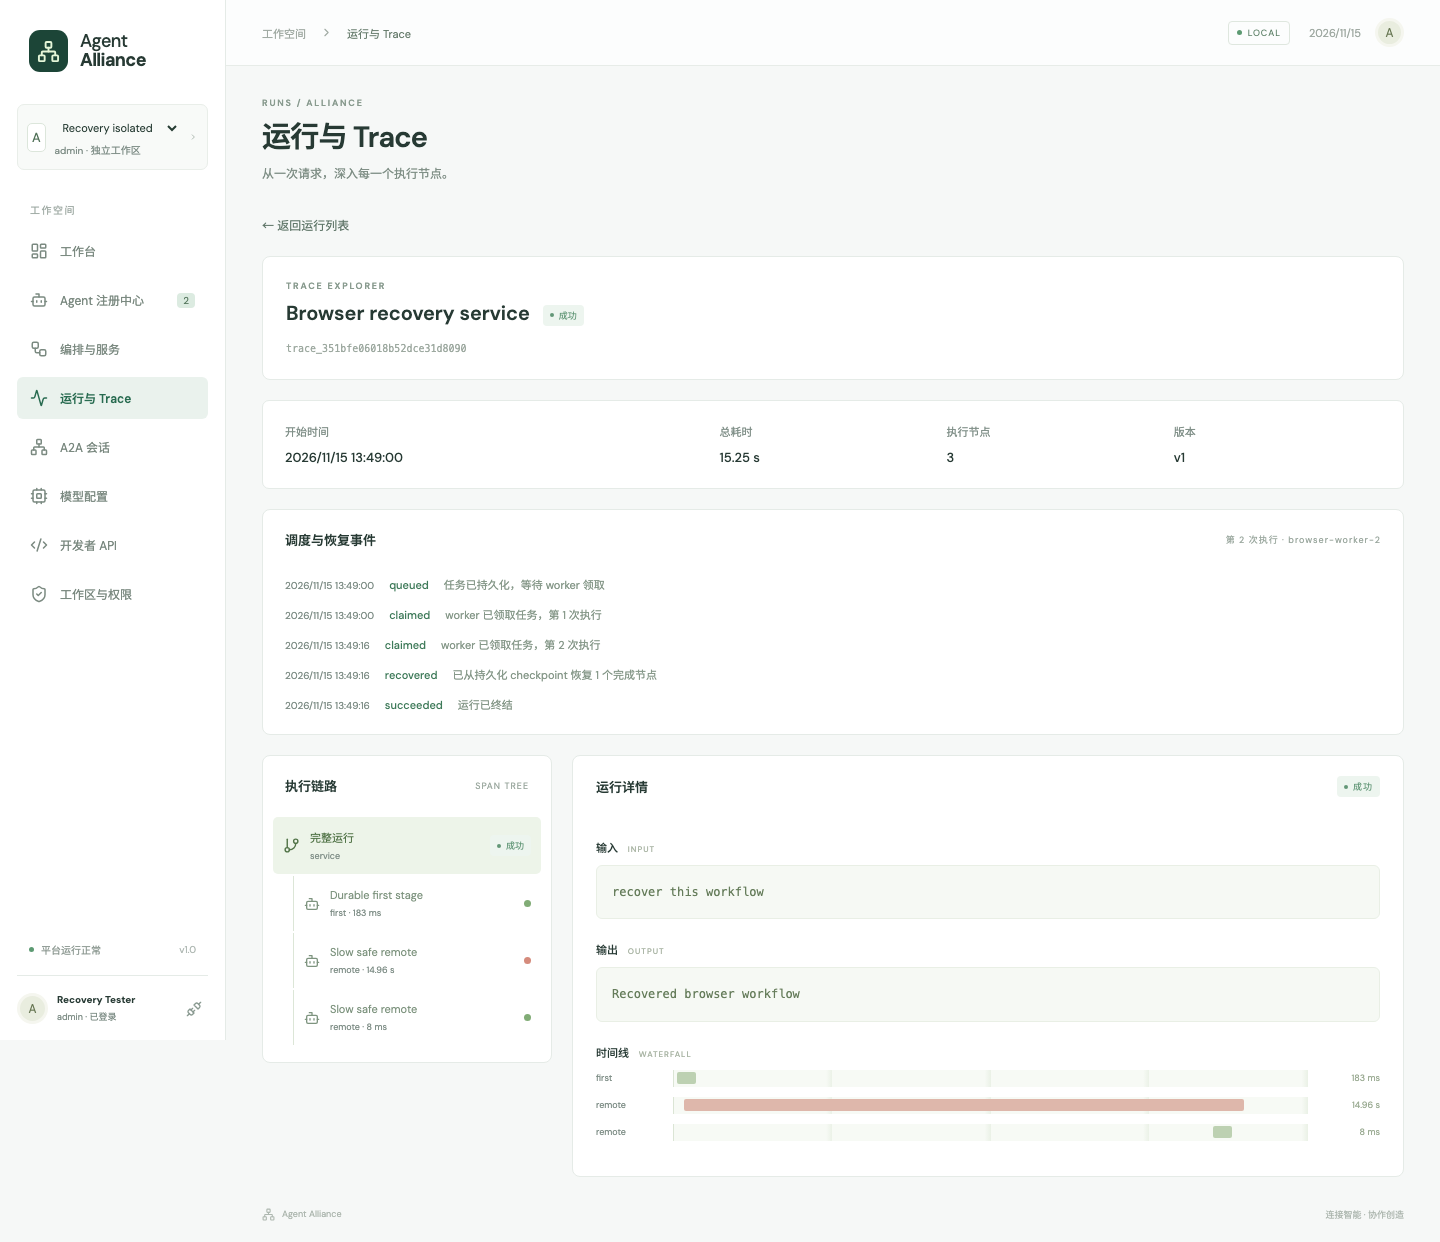 Agent
Alliance
A
Recovery isolated
admin · 独立工作区
工作空间
工作台
Agent 注册中心
2
编排与服务
运行与 Trace
A2A 会话
模型配置
开发者 API
工作区与权限
平台运行正常
v1.0
A
Recovery Tester
admin · 已登录
工作空间
运行与 Trace
LOCAL
2026/11/15
A
RUNS / ALLIANCE
运行与 Trace
从一次请求，深入每一个执行节点。
← 返回运行列表
TRACE EXPLORER
Browser recovery service
成功
trace_351bfe06018b52dce31d8090
开始时间
2026/11/15 13:49:00
总耗时
15.25 s
执行节点
3
版本
v1
调度与恢复事件
第 2 次执行 · browser-worker-2
2026/11/15 13:49:00 queued 任务已持久化，等待 worker 领取
2026/11/15 13:49:00 claimed worker 已领取任务，第 1 次执行
2026/11/15 13:49:16 claimed worker 已领取任务，第 2 次执行
2026/11/15 13:49:16 recovered 已从持久化 checkpoint 恢复 1 个完成节点
2026/11/15 13:49:16 succeeded 运行已终结
执行链路
SPAN TREE
完整运行
service
成功
Durable first stage
first · 183 ms
Slow safe remote
remote · 14.96 s
Slow safe remote
remote · 8 ms
运行详情
成功
输入 INPUT
recover this workflow
输出 OUTPUT
Recovered browser workflow
时间线 WATERFALL
first 183 ms
remote 14.96 s
remote 8 ms
Agent Alliance
连接智能 · 协作创造